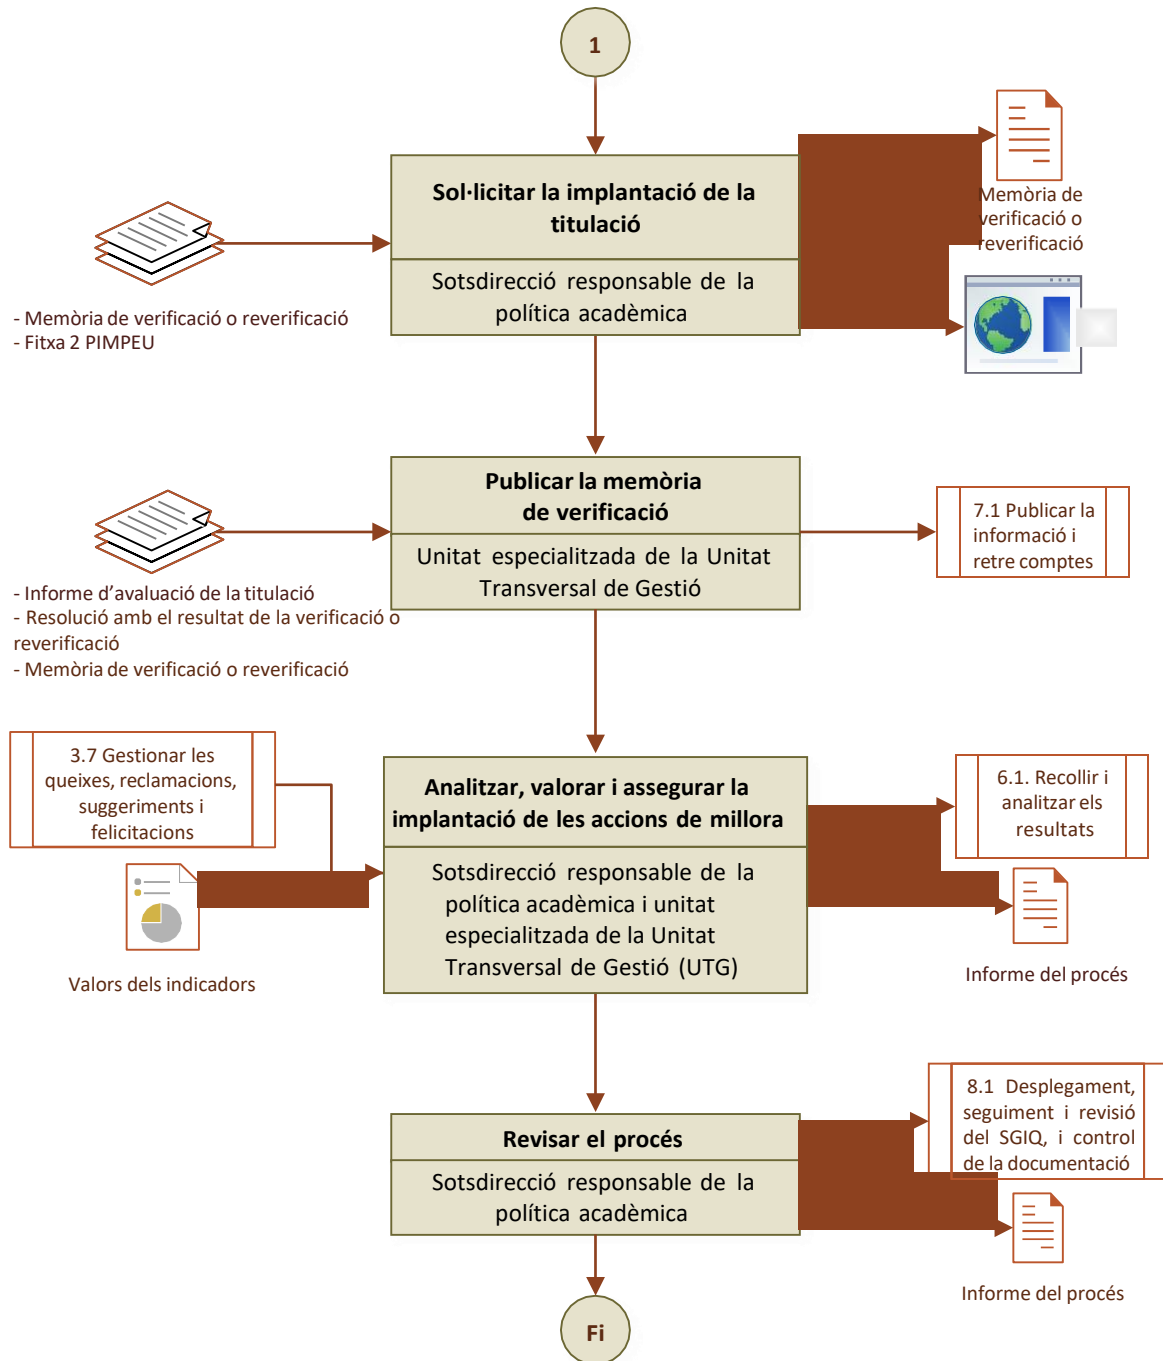 1
Sol·licitar la implantació de la
titulació
Sotsdirecció responsable de la
política acadèmica
Memòria de
verificació o
reverificació
- Memòria de verificació o reverificació
- Fitxa 2 PIMPEU
Publicar la memòria
de verificació
Unitat especialitzada de la Unitat
Transversal de Gestió
7.1 Publicar la
informació i
retre comptes
- Informe d’avaluació de la titulació
- Resolució amb el resultat de la verificació o
reverificació
- Memòria de verificació o reverificació
3.7 Gestionar les
queixes, reclamacions,
suggeriments i
felicitacions
Analitzar, valorar i assegurar la
implantació de les accions de millora
Sotsdirecció responsable de la
política acadèmica i unitat
especialitzada de la Unitat
Transversal de Gestió (UTG)
6.1. Recollir i
analitzar els
resultats
Valors dels indicadors
Informe del procés
8.1 Desplegament,
seguiment i revisió
del SGIQ, i control
de la documentació
Revisar el procés
Sotsdirecció responsable de la
política acadèmica
Informe del procés
Fi